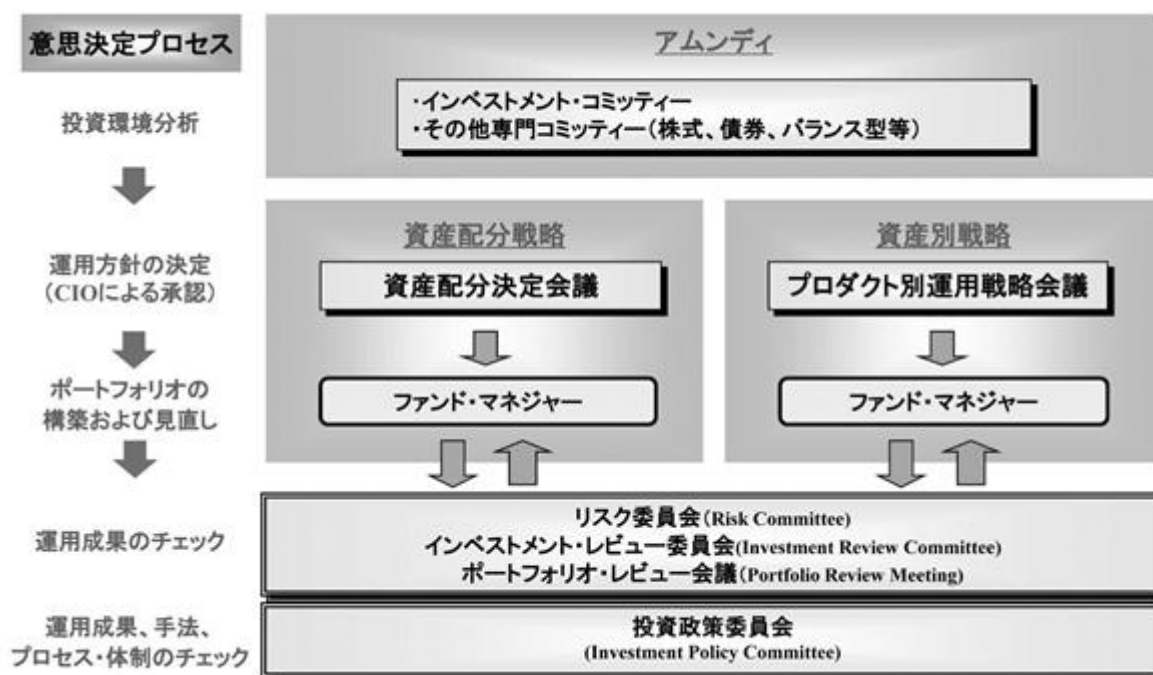 意思決定プロセス
アムンディ
投資環境分析
・インベストメント・コミッティー
・その他専門コミッティー（株式、債券、バランス型等）
運用方針の決定
（CIOによる承認）
資産配分戦略
資産配分決定会議
資産別戦略
プロダクト別運用戦略会議
ポートフォリオの
構築および見直し
ファンド・マネジャー
ファンド・マネジャー
運用成果のチェック
リスク委員会（Risk Committee）
インベストメント・レビュー委員会(Investment Review Committee)
ポートフォリオ・レビュー会議（Portfolio Review Meeting)
運用成果、手法、
プロセス・体制のチェック
投資政策委員会
(Investment Policy Committee)